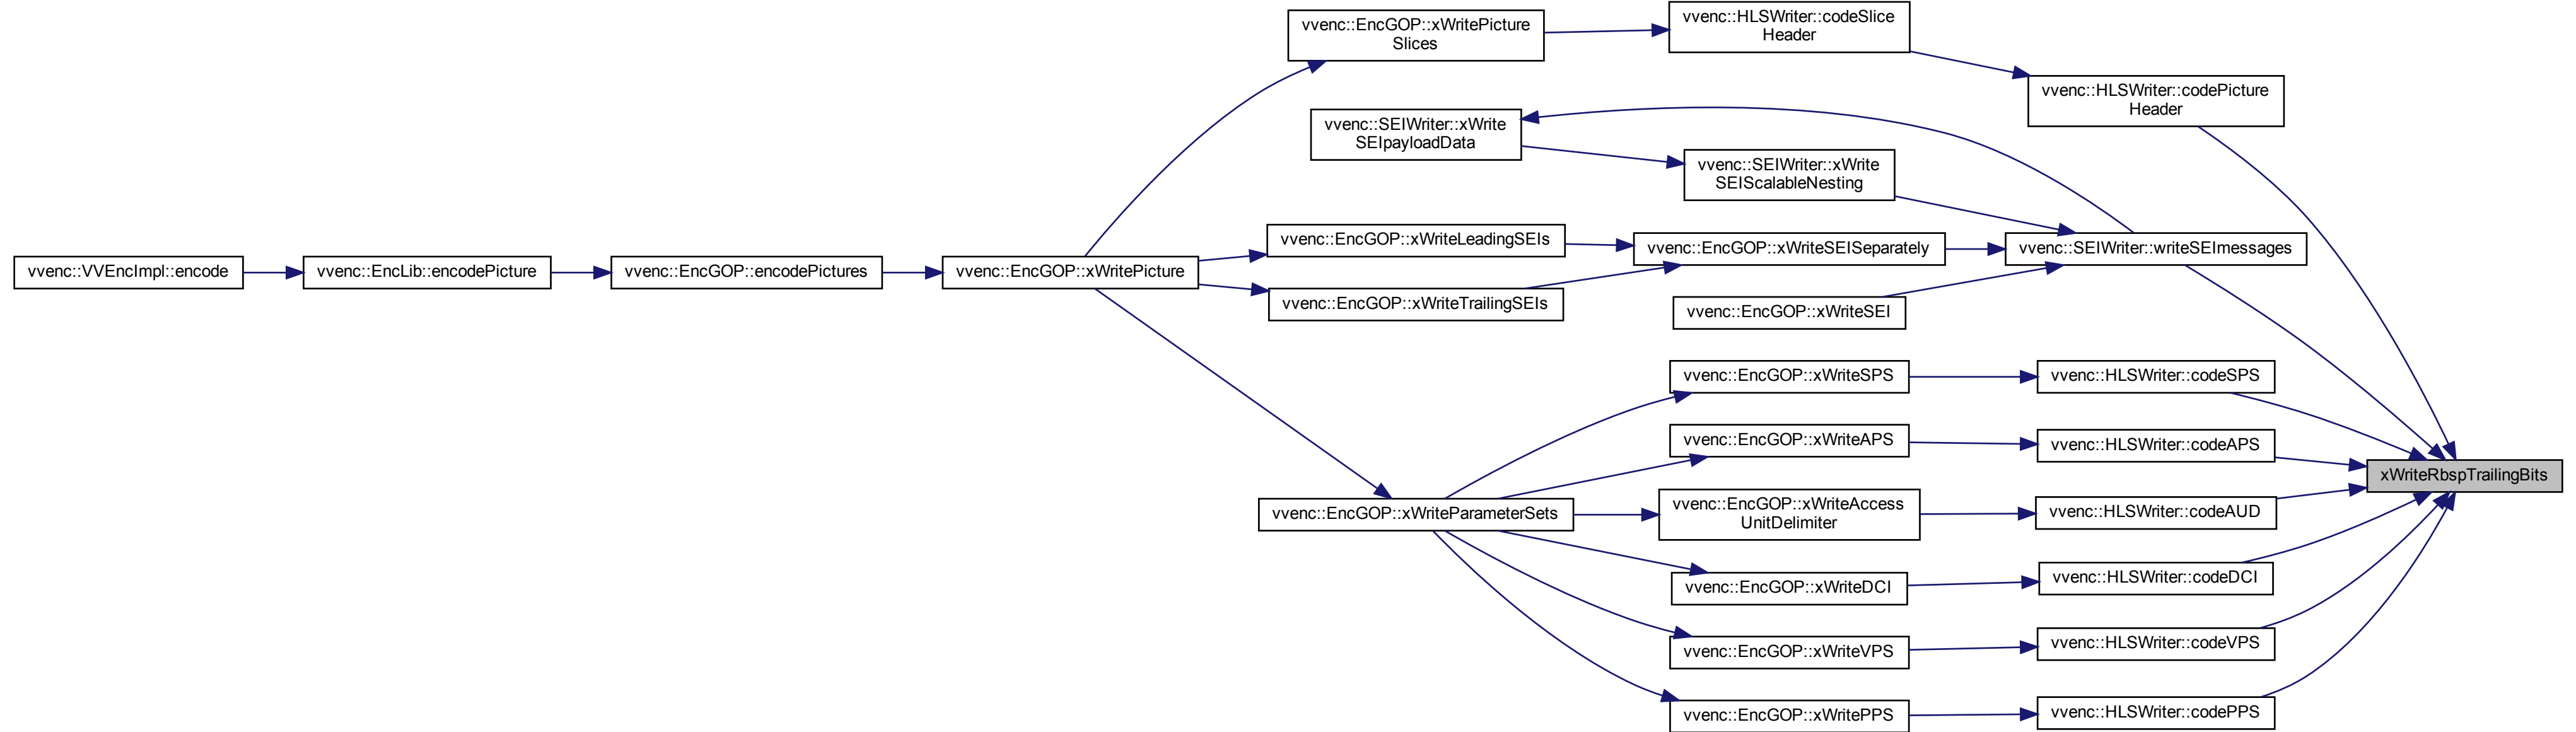 vvenc::EncGOP::xWritePicture
Slices
vvenc::HLSWriter::codeSlice
Header
vvenc::HLSWriter::codePicture
Header
vvenc::SEIWriter::xWrite
SEIpayloadData
vvenc::SEIWriter::xWrite
SEIScalableNesting
vvenc::VVEncImpl::encode
vvenc::EncLib::encodePicture
vvenc::EncGOP::encodePictures
vvenc::EncGOP::xWritePicture
vvenc::EncGOP::xWriteLeadingSEIs
vvenc::EncGOP::xWriteSEISeparately
vvenc::SEIWriter::writeSEImessages
vvenc::EncGOP::xWriteTrailingSEIs
vvenc::EncGOP::xWriteSEI
vvenc::EncGOP::xWriteSPS
vvenc::HLSWriter::codeSPS
vvenc::EncGOP::xWriteAPS
vvenc::HLSWriter::codeAPS
xWriteRbspTrailingBits
vvenc::EncGOP::xWriteParameterSets
vvenc::EncGOP::xWriteAccess
UnitDelimiter
vvenc::HLSWriter::codeAUD
vvenc::EncGOP::xWriteDCI
vvenc::HLSWriter::codeDCI
vvenc::EncGOP::xWriteVPS
vvenc::HLSWriter::codeVPS
vvenc::EncGOP::xWritePPS
vvenc::HLSWriter::codePPS